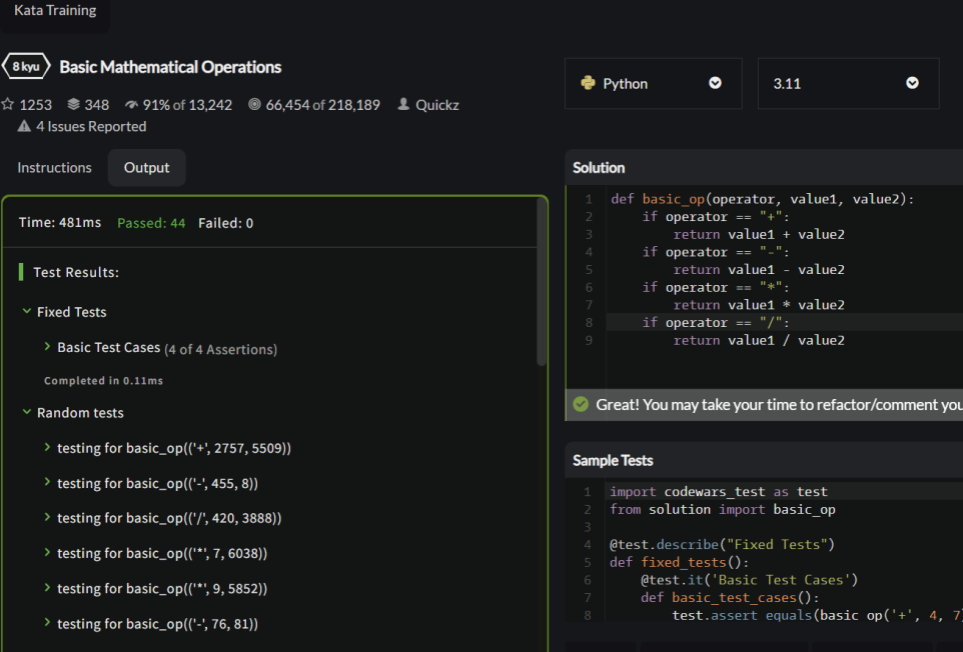 Kata Training
8 kyu Basic Mathematical Operations
1253 348 91% of 13,242 66,454 of 218,189 Quickz
4 Issues Reported
Instructions Output
Time: 481ms Passed: 44 Failed: 0
Test Results:
Fixed Tests
Basic Test Cases (4 of 4 Assertions)
Completed in 0.11ms
Random tests
testing for basic_op(('+', 2757, 5509))
testing for basic_op(('-', 455, 8))
testing for basic_op(('/', 420, 3888))
testing for basic_op(('*', 7, 6038))
testing for basic_op(('*', 9, 5852))
testing for basic_op(('-', 76, 81))
Python 3.11
Solution
1 def basic_op(operator, value1, value2):
2 if operator == "+":
3 return value1 + value2
4 if operator == "-":
5 return value1 - value2
6 if operator == "*":
7 return value1 * value2
8 if operator == "/":
9 return value1 / value2
Great! You may take your time to refactor/comment you
Sample Tests
1 import codewars_test as test
2 from solution import basic_op
3
4 @test.describe("Fixed Tests")
5 def fixed_tests():
6 @test.it('Basic Test Cases')
7 def basic_test_cases():
8 test.assert_equals(basic_op('+', 4, 7)